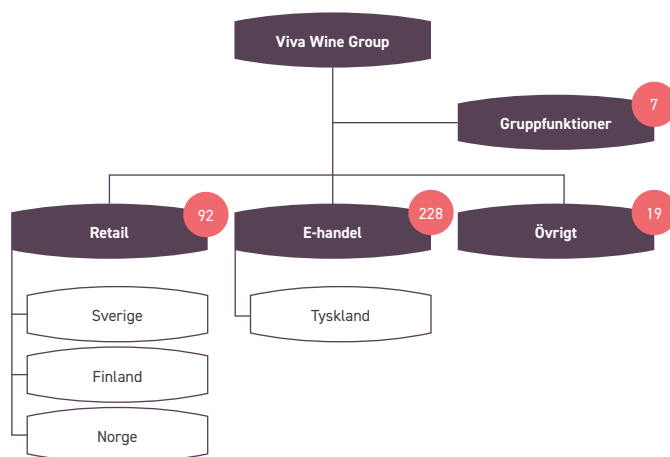 Viva Wine Group
7
Gruppfunktioner
92
Retail
228
E-handel
19
Övrigt
Sverige
Tyskland
Finland
Norge